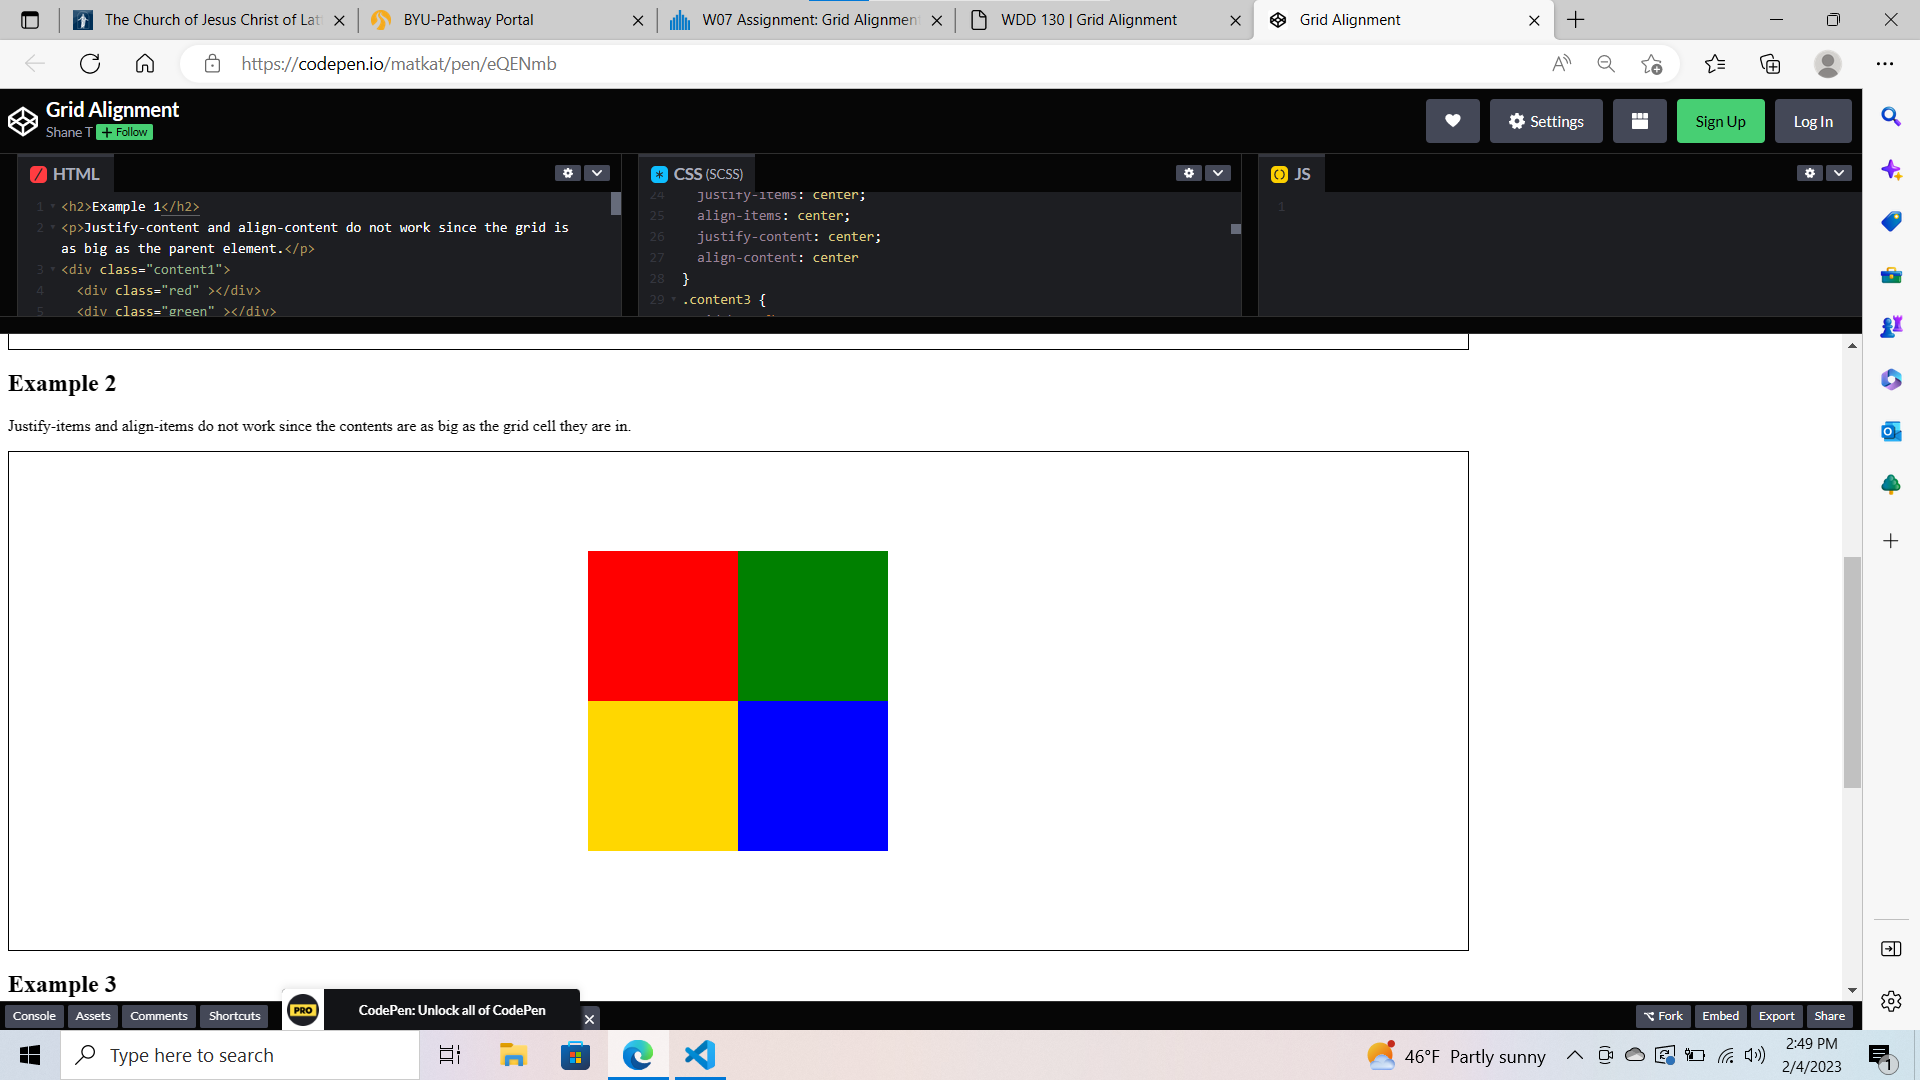 The Church of Jesus Christ of Lat
BYU-Pathway Portal
W07 Assignment: Grid Alignmen
WDD 130 | Grid Alignment
Grid Alignment
https://codepen.io/matkat/pen/eQENmb
Grid Alignment
Shane T + Follow
Settings
Sign Up
Log In
HTML
CSS (SCSS)
JS
1 <h2>Example 1</h2>
2 <p>Justify-content and align-content do not work since the grid is
as big as the parent element.</p>
3 <div class="content1">
4 <div class="red" ></div>
5 <div class="green" ></div>
24 justify-items: center;
25 align-items: center;
26 justify-content: center;
27 align-content: center
28 }
29 .content3 {
1
Example 2
Justify-items and align-items do not work since the contents are as big as the grid cell they are in.
Example 3
Console
Assets
Comments
Shortcuts
PRO
CodePen: Unlock all of CodePen
Fork
Embed
Export
Share
Type here to search
46°F Partly sunny
2:49 PM
2/4/2023
1